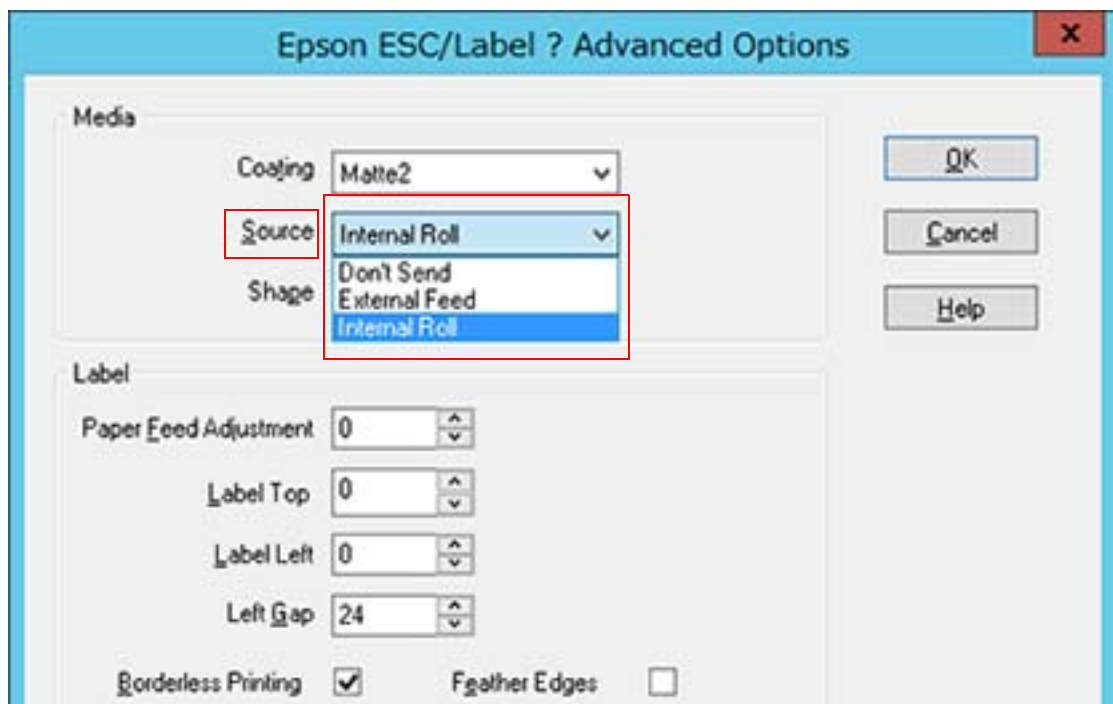 Epson ESC/Label ? Advanced Options
x
Media
Coating Matte2
OK
Source Internal Roll
Cancel
Don't Send
Shape
External Feed
Help
Internal Roll
Label
Paper Feed Adjustment 0
Label Top 0
Label Left 0
Left Gap 24
Borderless Printing Feather Edges